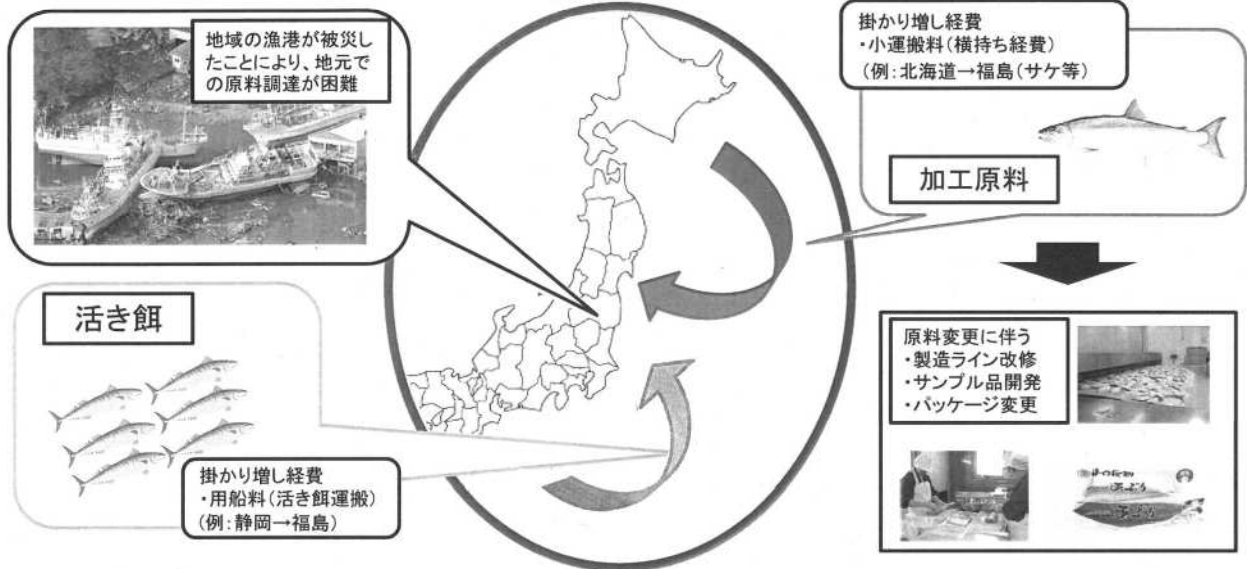 地域の漁港が被災し
たことにより、地元で
の原料調達が困難
掛かり増し経費
・小運搬料(横持ち経費)
(例:北海道→福島(サケ等)
加工原料
活き餌
掛かり増し経費
・用船料(活き餌運搬)
(例:静岡→福島)
原料変更に伴う
・製造ライン改修
・サンプル品開発
・パッケージ変更